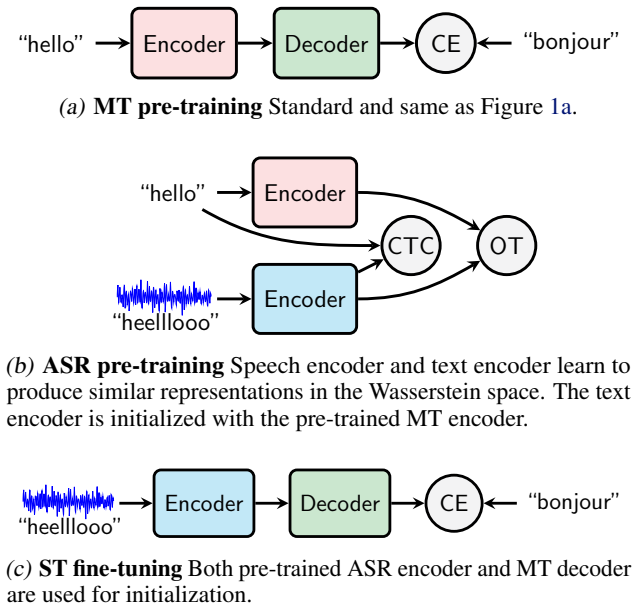 “hello” Encoder Decoder CE “bonjour”
(a) MT pre-training Standard and same as Figure 1a.
“hello” Encoder
CTC OT
Encoder
“heelllooo”
(b) ASR pre-training Speech encoder and text encoder learn to
produce similar representations in the Wasserstein space. The text
encoder is initialized with the pre-trained MT encoder.
Encoder Decoder CE “bonjour”
“heelllooo”
(c) ST fine-tuning Both pre-trained ASR encoder and MT decoder
are used for initialization.